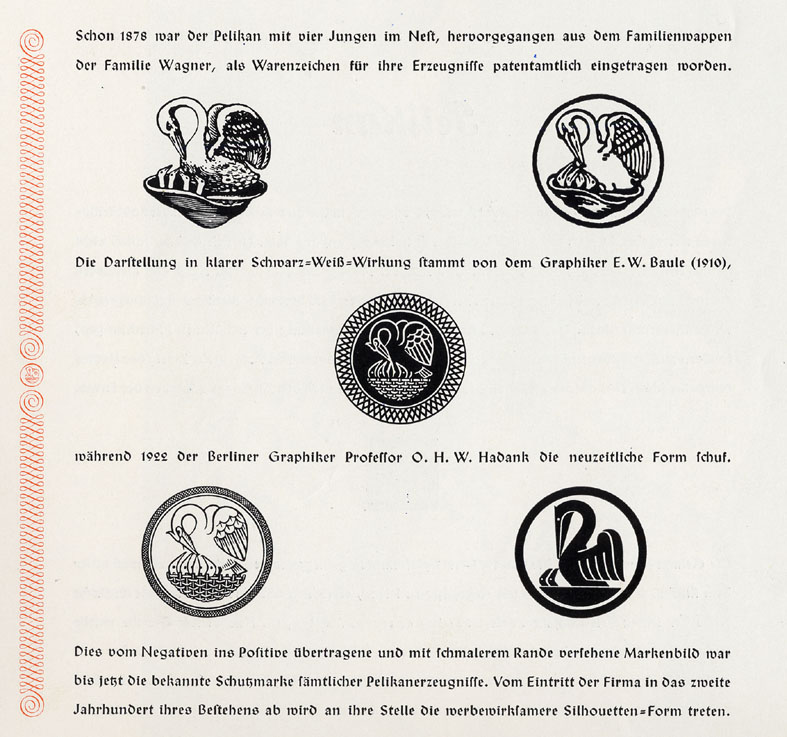 Schon 1878 war der Pelikan mit vier Jungen im Neſt, hervorgegangen aus dem Familienwappen
der Familie Wagner, als Warenzeichen für ihre Erzeugniſſe patentamtlich eingetragen worden.
Die Darſtellung in klarer Schwarz=Weiß=Wirkung ſtammt von dem Graphiker E. W. Baule (1910),
während 1922 der Berliner Graphiker Profeſſor O. H. W. Hadank die neuzeitliche Form ſchuf.
Dies vom Negativen ins Poſitive übertragene und mit ſchmalerem Rande verſehene Markenbild war
bis jetzt die bekannte Schutzmarke ſämtlicher Pelikanerzeugniſſe. Vom Eintritt der Firma in das zweite
Jahrhundert ihres Beſtehens ab wird an ihre Stelle die werbewirkſamere Silhouetten=Form treten.